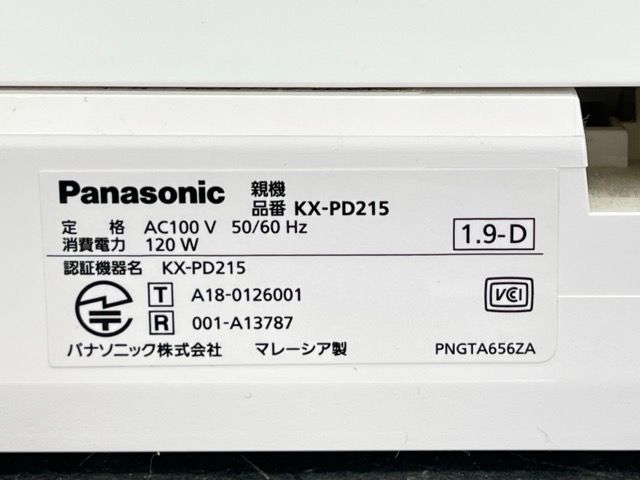 Panasonic 親機
品番 KX-PD215
定 格 AC100 V 50/60 Hz
消費電力 120 W
1.9-D
認証機器名 KX-PD215
T A18-0126001
R 001-A13787
VCI
パナソニック株式会社 マレーシア製 PNGTA656ZA